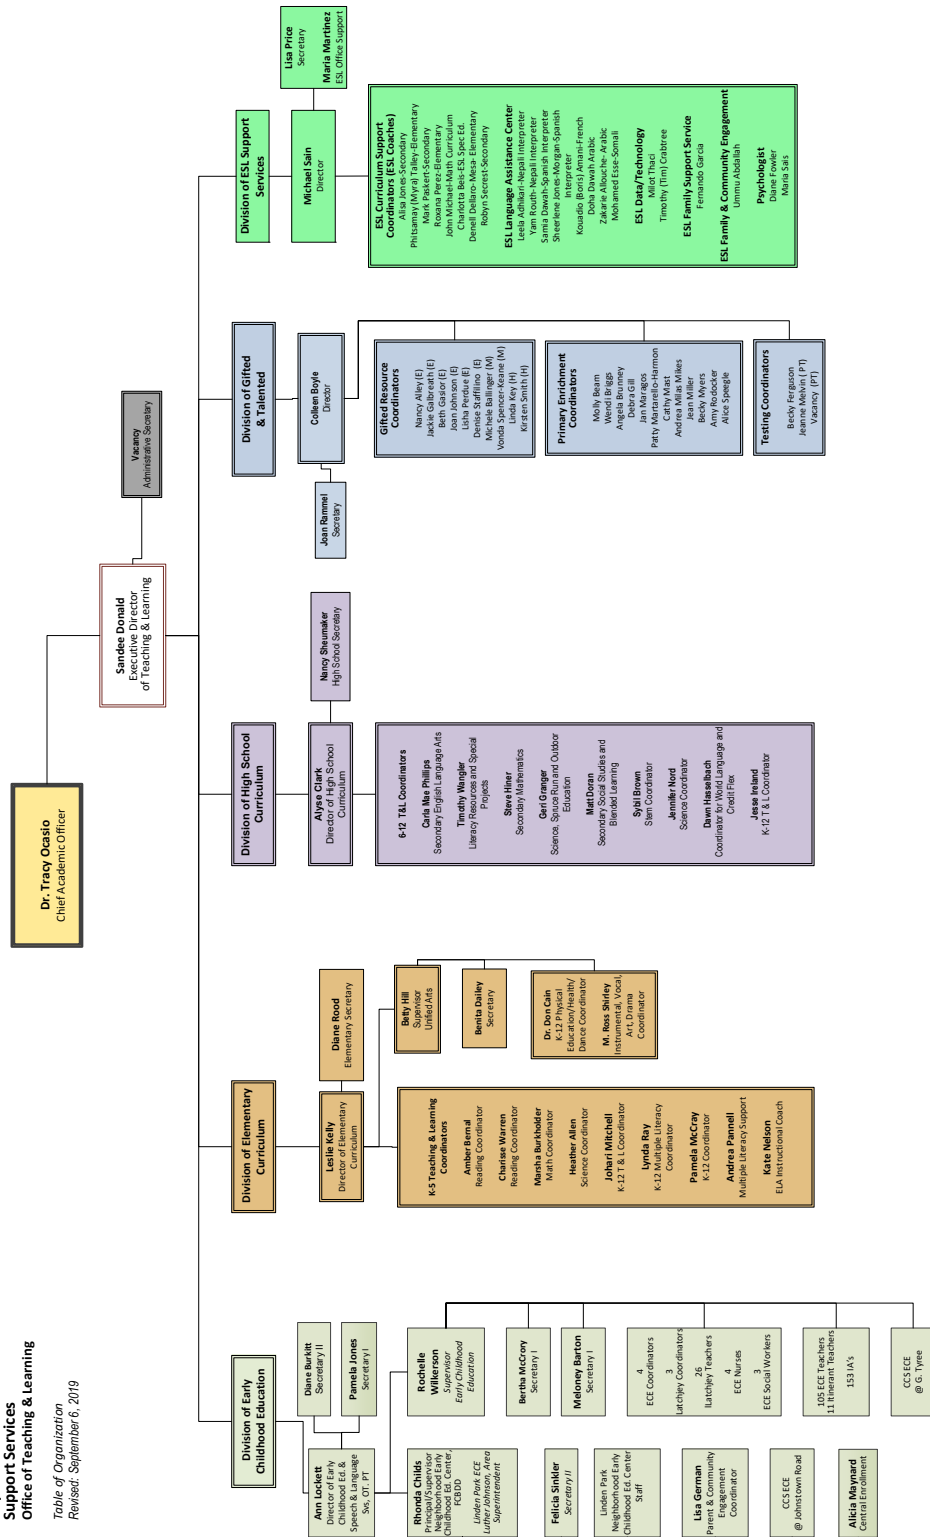 Support Services
Office of Teaching & Learning
Table of Organization
Revised: September 6, 2019
Dr. Tracy Ocasio
Chief Academic Officer
Sandee Donald
Executive Director
of Teaching & Learning
Vacancy
Administrative Secretary
Division of Early
Childhood Education
Ann Lockett
Director of Early
Childhood Ed. &
Speech & Language
Svs, OT, PT
Diane Burkitt
Secretary II
Pamela Jones
Secretary I
Rhonda Childs
Principal/Supervisor
Neighborhood Early
Childhood Ed. Center,
FCBDD
Linden Park ECE
Luther Johnson, Area
Superintendent
Felicia Sinkler
Secretary II
Linden Park
Neighborhood Early
Childhood Ed. Center
Staff
Lisa Gernan
Parent & Community
Engagement
Coordinator
CCS ECE
@ Johnstown Road
Alicia Maynard
Central Enrollment
Rochelle
Wilkerson
Supervisor
Early Childhood
Education
Bertha McCrory
Secretary I
Meloney Barton
Secretary I
4
ECE Coordinators
3
Latchjey Coordinators
26
lLatchjey Teachers
4
ECE Nurses
3
ECE Social Workers
105 ECE Teachers
11 Itinerant Teachers
153 IA's
CCS ECE
@ G. Tyree
Division of Elementary
Curriculum
Leslie Kelly
Director of Elementary
Curriculum
Diane Rood
Elementary Secretary
K-5 Teaching & Learning
Coordinators
Amber Bernal
Reading Coordinator
Charisse Warren
Reading Coordinator
Marsha Burkholder
Math Coordinator
Heather Allen
Science Coordinator
Johari Mitchell
K-12 T & L Coordinator
Lynda Ray
K-12 Multiple Literacy
Coordinator
Pamela McCray
K-12 Coordinator
Andrea Pannell
Multiple Literacy Support
Kate Nelson
ELA Instructional Coach
Betty Hill
Supervisor
Unified Arts
Benita Dailey
Secretary
Dr. Don Cain
K-12 Physical
Education/Health/
Dance Coordinator
M. Ross Shirley
Instrumental, Vocal,
Art, Drama
Coordinator
Division of High School
Curriculum
Alyse Clark
Director of High School
Curriculum
Nancy Sheumaker
High School Secretary
6-12 T&L Coordinators
Carla Mae Phillips
Secondary English Language Arts
Timothy Wangler
Literacy Resources and Special
Projects
Steve Hiner
Secondary Mathematics
Geri Granger
Science, Spruce Run and Outdoor
Education
Matt Doran
Secondary Social Studies and
Blended Learning
Sybil Brown
Stem Coordinator
Jennifer Nord
Science Coordinator
Dawn Hasselbach
Coordinator for World Language and
Credit Flex
Jesse Ireland
K-12 T & L Coordinator
Division of Gifted
& Talented
Colleen Boyle
Director
Joan Rammel
Secretary
Gifted Resource
Coordinators
Nancy Alley (E)
Jackie Galbreath (E)
Beth Gasior (E)
Joan Johnson (E)
Lisha Perdue (E)
Denise Staffilino (E)
Michele Ballinger (M)
Vonda Spencer-Keane (M)
Linda Key (H)
Kirsten Smith (H)
Primary Enrichment
Coordinators
Molly Beam
Wendi Briggs
Angela Brunney
Debra Gill
Jan Maragos
Patty Martarello-Harmon
Cathy Mast
Andrea Milas Mikes
Jean Miller
Becky Myers
Amy Rodocker
Alice Speegle
Testing Coordinators
Becky Ferguson
Jeanne Melvin ( PT)
Vacancy (PT)
Division of ESL Support
Services
Michael Sain
Director
Lisa Price
Secretary
Maria Martinez
ESL Office Support
ESL Curriculum Support
Coordinators (ESL Coaches)
Alisa Jones-Secondary
Phitsamay (Myra) Talley-Elementary
Mark Paskert-Secondary
Roxana Perez-Elementary
John Michael-Math Curriculum
Charlotta Beis-ESL Spec Ed.
Denell Dellano-Mesa- Elementary
Robyn Secrest-Secondary
ESL Language Assistance Center
Leela Adhikari-Nepali Interpreter
Yam Routh-Nepali Interpreter
Samia Dawah-Spanish Interpreter
Sheerlene Jones-Morgan-Spanish
Interpreter
Kouadio (Boris) Amani-French
Doha Dawah Arabic
Zakarie Allouche- Arabic
Mohamed Esse-Somali
ESL Data/Technology
Milot Thaci
Timothy (Tim) Crabtree
ESL Family Support Service
Fernando Garcia
ESL Family & Community Engagement
Ummu Abdallah
Psychologist
Diane Fowler
Maria Sais